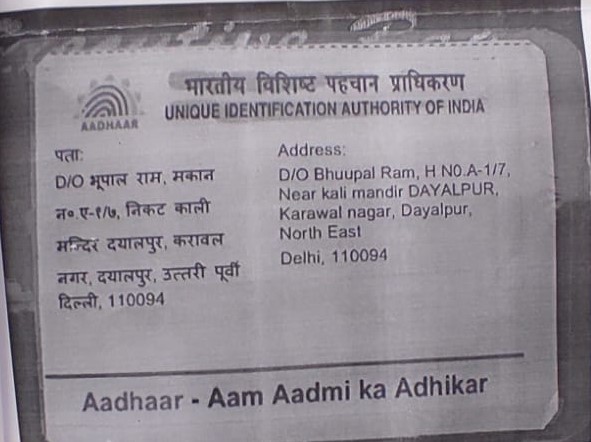 भारतीय विशिष्ट पहचान प्राधिकरण
UNIQUE IDENTIFICATION AUTHORITY OF INDIA
AADHAAR
पता:
D/O भूपाल राम, मकान
न०ए-१/७, निकट काली
मन्दिर दयालपुर, करावल
नगर, दयालपुर, उत्तरी पूर्वी
दिल्ली, 110094
Address:
D/O Bhuupal Ram, H N0.A-1/7,
Near kali mandir DAYALPUR,
Karawal nagar, Dayalpur,
North East
Delhi, 110094
Aadhaar - Aam Aadmi ka Adhikar